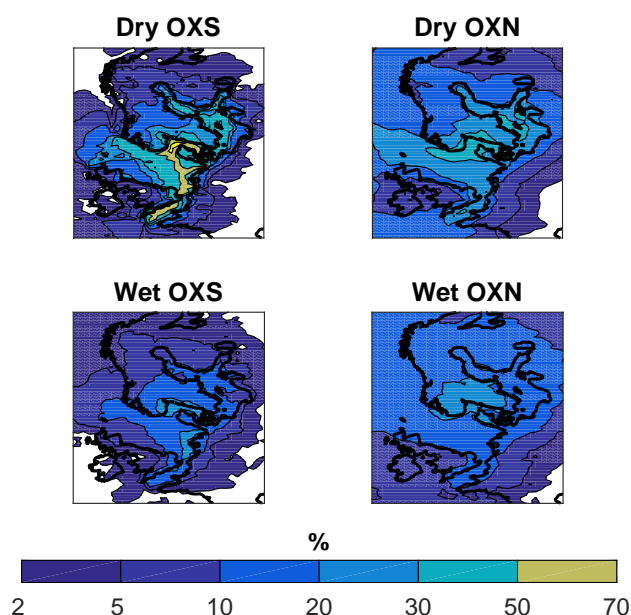 Dry OXS Dry OXN
Wet OXS Wet OXN
%
2 5 10 20 30 50 70